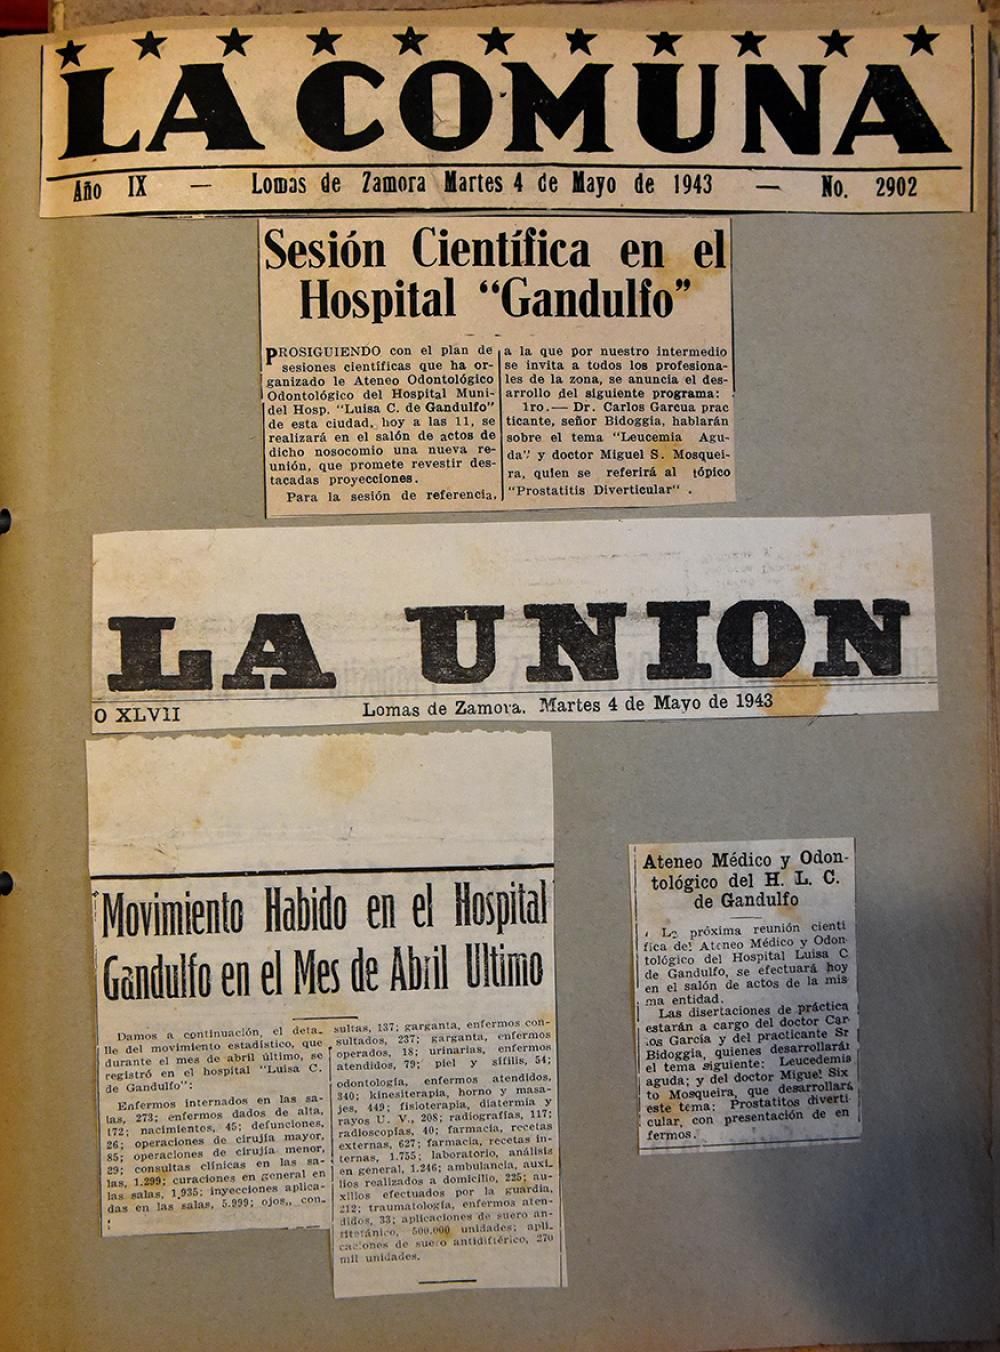 LA COMUNA
Año IX — Lomas de Zamora Martes 4 de Mayo de 1943 — No. 2902
Sesión Científica en el
Hospital "Gandulfo"
PROSIGUIENDO con el plan de
sesiones científicas que ha or-
ganizado le Ateneo Odontológico
Odontológico del Hospital Muni-
del Hosp. "Luisa C. de Gandulfo"
de esta ciudad, hoy a las 11, se
realizará en el salón de actos de
dicho nosocomio una nueva re-
unión, que promete revestir des-
tacadas proyecciones.
Para la sesión de referencia,
a la que por nuestro intermedio
se invita a todos los profesiona-
les de la zona, se anuncia el des-
arrollo del siguiente programa:
1ro.— Dr. Carlos Garcua prac
ticante, señor Bidoggia, hablarán
sobre el tema "Leucemia Agu-
da" y doctor Miguel S. Mosquei-
ra, quien se referirá al tópico
"Prostatitis Diverticular" .
LA UNION
O XLVII
Lomas de Zamora, Martes 4 de Mayo de 1943
Movimiento Habido en el Hospital
Gandulfo en el Mes de Abril Ultimo
Damos a continuación, el deta-
lle del movimiento estadístico, que
durante el mes de abril último, se
registró en el hospital "Luisa C.
de Gandulfo":
Enfermos internados en las sa-
las, 273; enfermos dados de alta,
172; nacimientos, 45; defunciones,
26; operaciones de cirujía mayor,
85; operaciones de cirujía menor,
29; consultas clínicas en las sa-
las, 1.299; curaciones en general en
las salas, 1.935; inyecciones aplica-
das en las salas, 5.999; ojos,, con-
sultas, 137; garganta, enfermos con-
sultados, 237; garganta, enfermos
operados, 18; urinarias, enfermos
atendidos, 79; piel y sífilis, 54;
odontología, enfermos atendidos,
340; kinesiterapia, horno y masa-
jes, 449; fisioterapia, diatermia y
rayos U. V., 208; radiografías, 117;
radioscopías, 40; farmacia, recetas
externas, 627; farmacia, recetas in-
ternas, 1.755; laboratorio, análisis
en general, 1.246; ambulancia, auxi-
lios realizados a domicilio, 225; au-
xilios efectuados por la guardia,
212; traumatología, enfermos aten-
didos, 33; aplicaciones de suero an-
titetánico, 500.000 unidades; apli-
caciones de suero antidiftérico, 270
mil unidades.
Ateneo Médico y Odon-
tológico del H. L. C.
de Gandulfo
La próxima reunión cienti
fica del Ateneo Médico y Odon-
tológico del Hospital Luisa C
de Gandulfo, se efectuará hoy
en el salón de actos de la mis
ma entidad.
Las disertaciones de práctica
estarán a cargo del doctor Car-
los García y del practicante Sr
Bidoggia, quienes desarrollarát
el tema siguiente: Leucedemia
aguda; y del doctor Miguel Six
to Mosqueira, que desarrollará
este tema: Prostatitos diverti-
cular, con presentación de en
fermos.